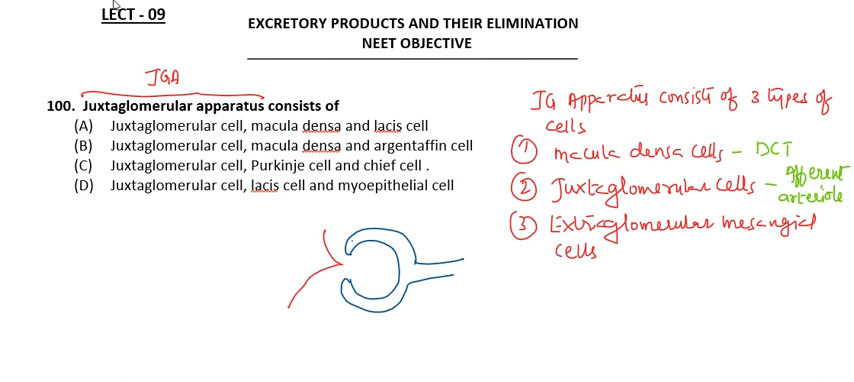 LECT - 09
EXCRETORY PRODUCTS AND THEIR ELIMINATION
NEET OBJECTIVE
JGA
100. Juxtaglomerular apparatus consists of
(A) Juxtaglomerular cell, macula densa and lacis cell
(B) Juxtaglomerular cell, macula densa and argentaffin cell
(C) Juxtaglomerular cell, Purkinje cell and chief cell .
(D) Juxtaglomerular cell, lacis cell and myoepithelial cell
JG Apparatus consists of 3 types of
cells
① macula densa cells - DCT
② Juxtaglomerular cells - Afferent
arteriole
③ Extraglomerular mesangial
cells